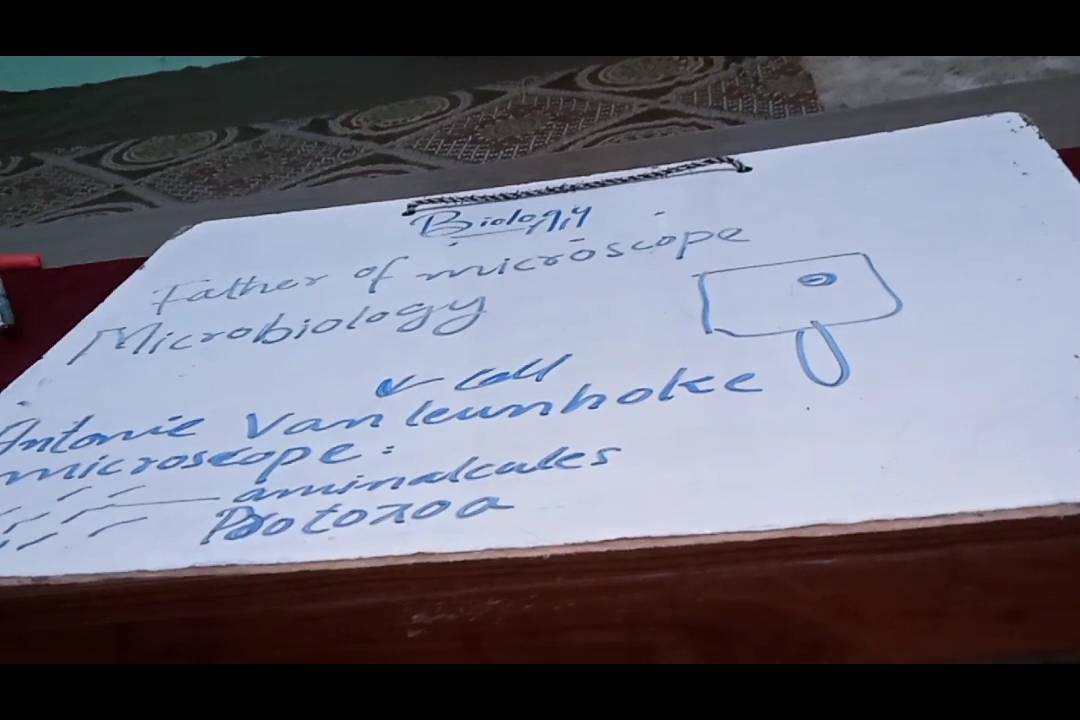 Biology
Father of microscope
Microbiology
cell
Antonie Van leunhoke
microscope:
aminalcules
Protozoa